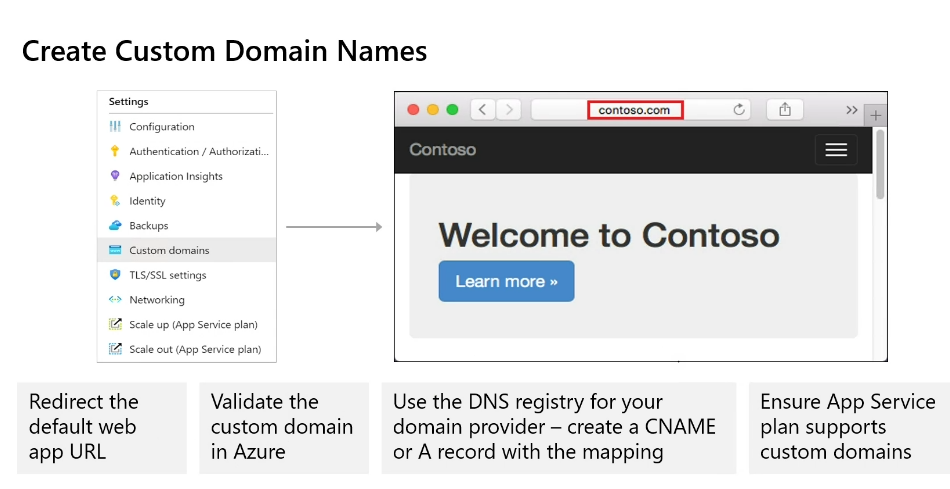 Create Custom Domain Names
Settings
Configuration
Authentication / Authorizati...
Application Insights
Identity
Backups
Custom domains
TLS/SSL settings
Networking
Scale up (App Service plan)
Scale out (App Service plan)
contoso.com
Contoso
Welcome to Contoso
Learn more »
Redirect the
default web
app URL
Validate the
custom domain
in Azure
Use the DNS registry for your
domain provider – create a CNAME
or A record with the mapping
Ensure App Service
plan supports
custom domains